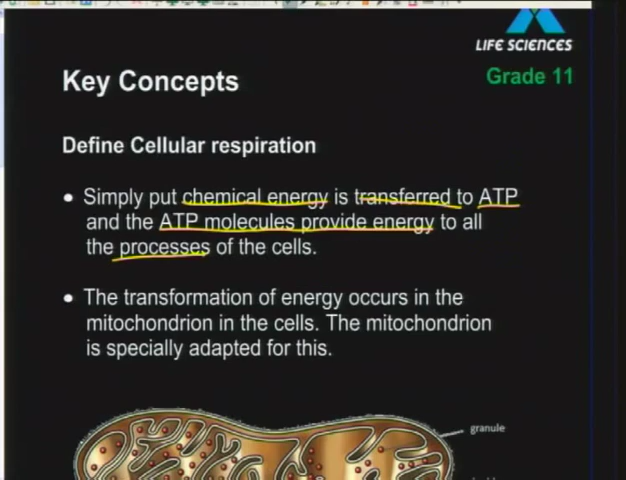 LIFE SCIENCES
Grade 11
Key Concepts
Define Cellular respiration
• Simply put chemical energy is transferred to ATP
and the ATP molecules provide energy to all
the processes of the cells.
• The transformation of energy occurs in the
mitochondrion in the cells. The mitochondrion
is specially adapted for this.
granule